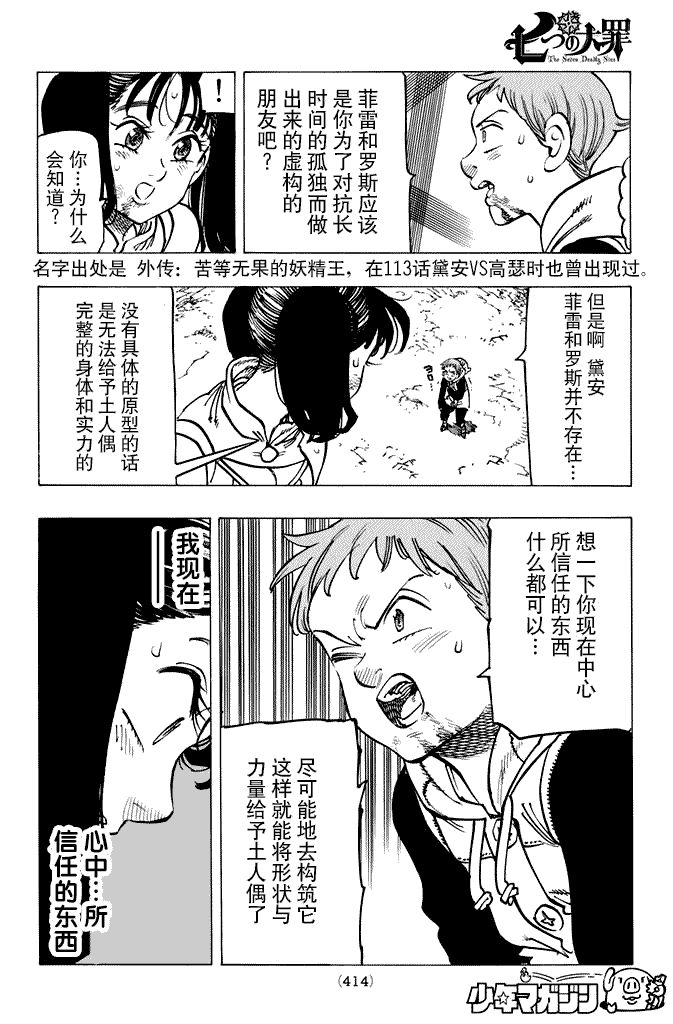 七つの大罪
The Seven Deadly Sins
菲雷和罗斯应该
是你为了对抗长
时间的孤独而做
出来的虚构的
朋友吧？
！
你…为什么
会知道？
名字出处是 外传：苦等无果的妖精王，在113话黛安VS高瑟时也曾出现过。
但是啊 黛安
菲雷和罗斯并不存在…
没有具体的原型的话
是无法给予土人偶
完整的身体和实力的
想一下你现在中心
所信任的东西
什么都可以…
尽可能地去构筑它
这样就能将形状与
力量给予土人偶了
我现在
心中…所
信任的东西
(414)
少年マガジン